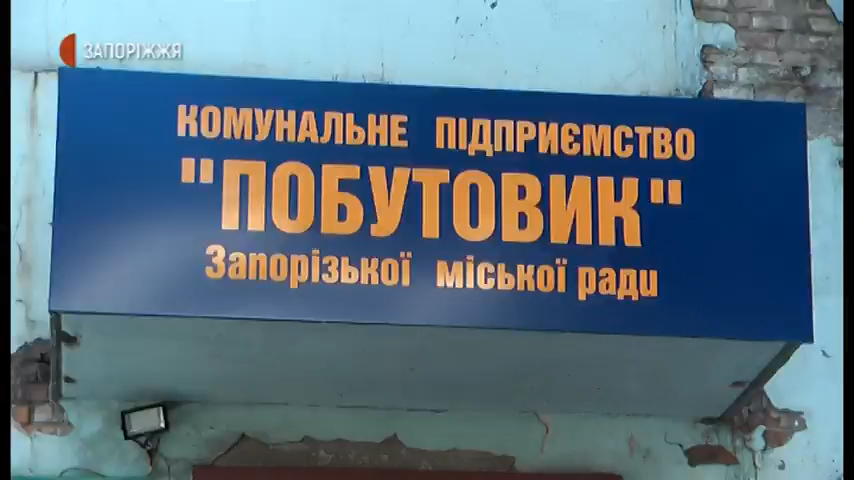 ЗАПОРІЖЖЯ
КОМУНАЛЬНЕ ПІДПРИЄМСТВО
"ПОБУТОВИК"
Запорізької міської ради